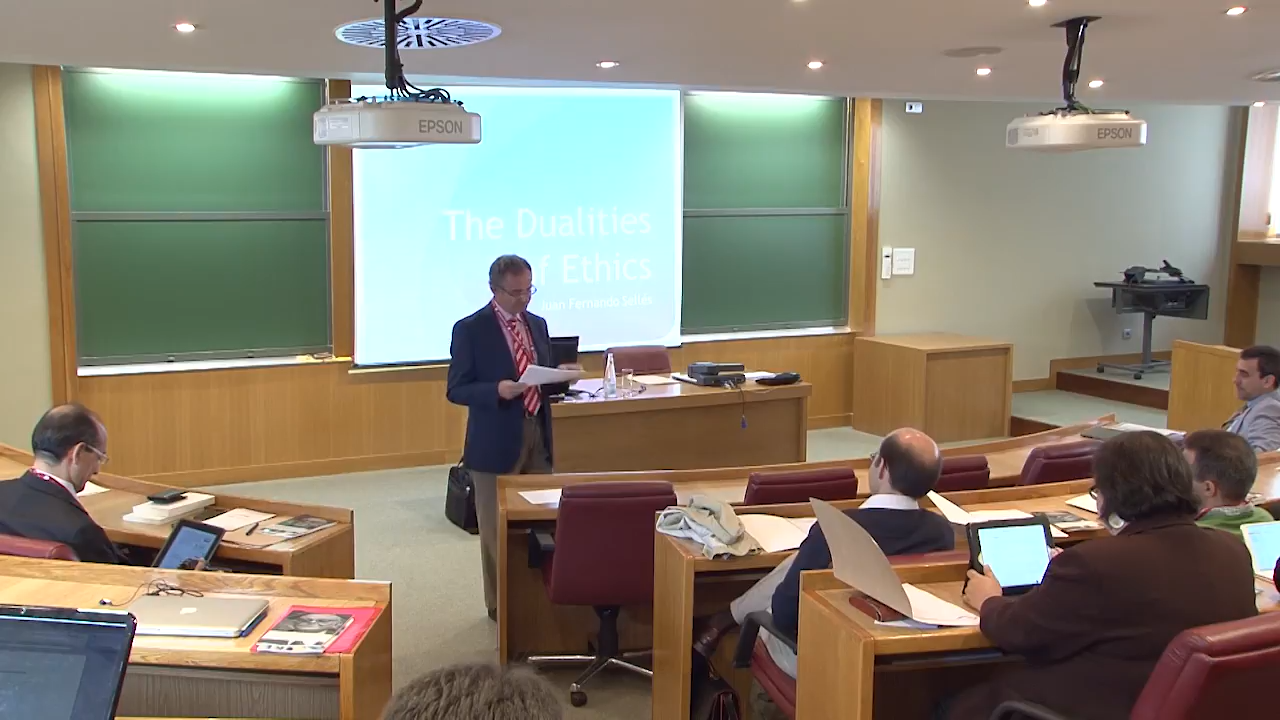 EPSON
EPSON
The Dualities
of Ethics
Juan Fernando Sellés